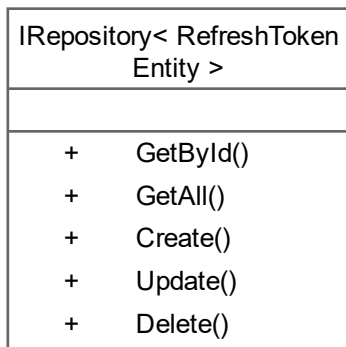 IRepository< RefreshToken
Entity >
+ GetById()
+ GetAll()
+ Create()
+ Update()
+ Delete()